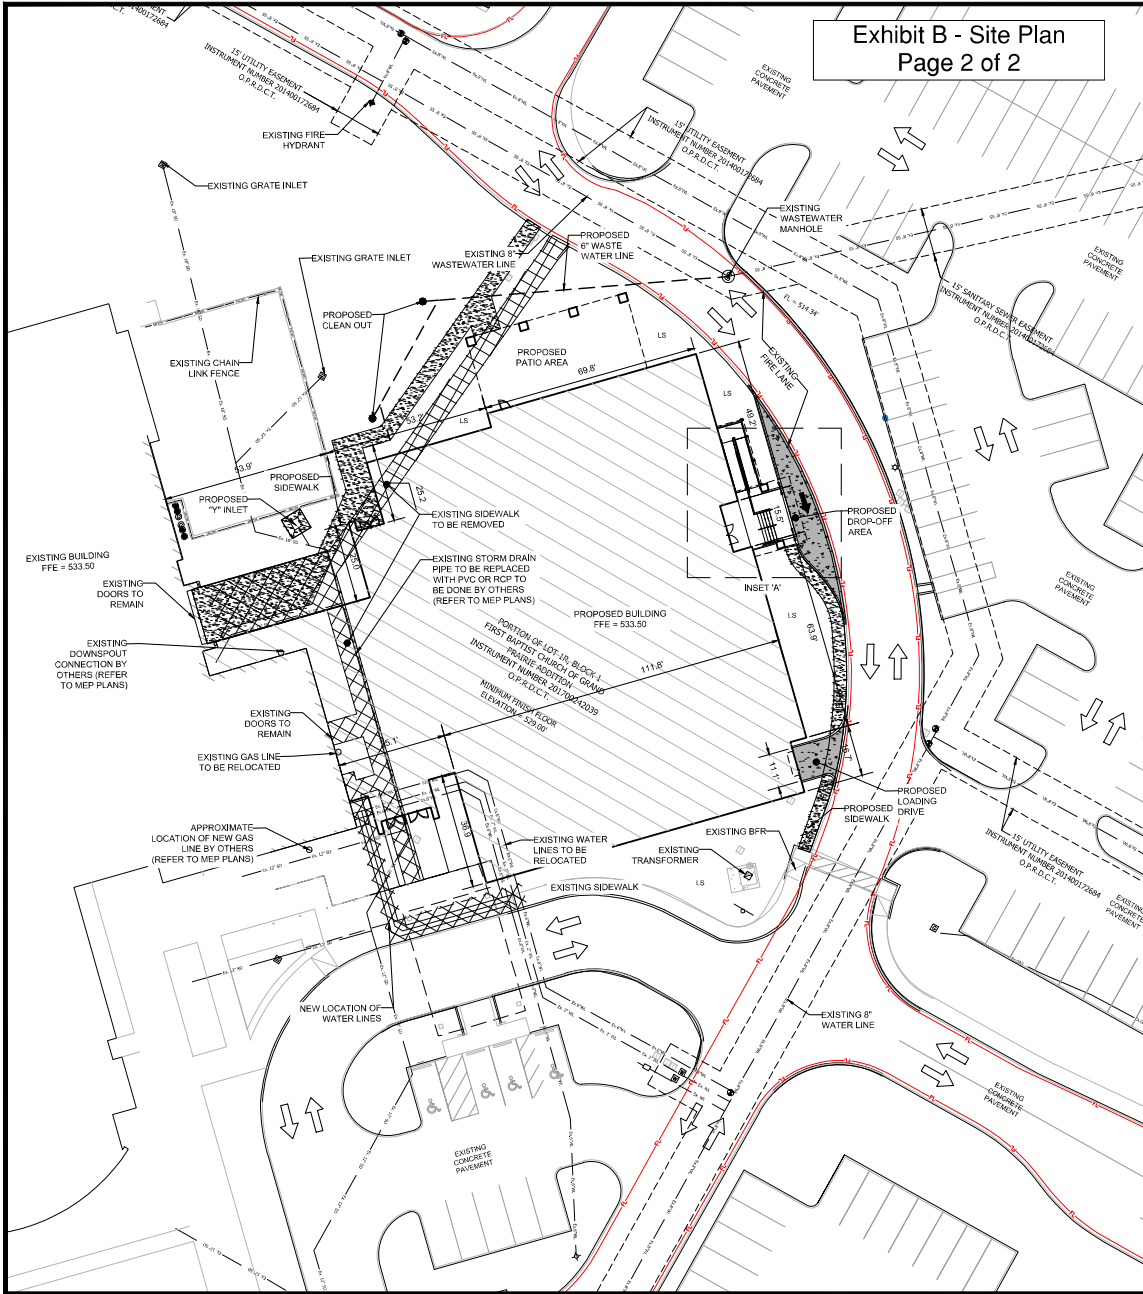 Exhibit B - Site Plan
Page 2 of 2
15' UTILITY EASEMENT
INSTRUMENT NUMBER 201400172684
O.P.R.D.C.T.
EXISTING FIRE
HYDRANT
EXISTING
CONCRETE
PAVEMENT
15' UTILITY EASEMENT
INSTRUMENT NUMBER 201400172684
O.P.R.D.C.T.
EXISTING GRATE INLET
EXISTING
WASTEWATER
MANHOLE
EXISTING 8"
WASTEWATER LINE
PROPOSED
6" WASTE
WATER LINE
EXISTING GRATE INLET
EXISTING
CONCRETE
PAVEMENT
15' SANITARY SEWER EASEMENT
INSTRUMENT NUMBER 201400172684
O.P.R.D.C.T.
FL = 514.34'
PROPOSED
CLEAN OUT
PROPOSED
PATIO AREA
LS
EXISTING
FIRE LANE
EXISTING CHAIN
LINK FENCE
69.8'
LS
49.2'
53.2'
LS
53.9'
PROPOSED
SIDEWALK
25.2
PROPOSED
"Y" INLET
EXISTING SIDEWALK
TO BE REMOVED
15.5'
PROPOSED
DROP-OFF
AREA
EXISTING BUILDING
FFE = 533.50
25.0
EXISTING STORM DRAIN
PIPE TO BE REPLACED
WITH PVC OR RCP TO
BE DONE BY OTHERS
(REFER TO MEP PLANS)
INSET 'A'
EXISTING
DOORS TO
REMAIN
EXISTING
CONCRETE
PAVEMENT
PROPOSED BUILDING
FFE = 533.50
LS
63.9'
EXISTING
DOWNSPOUT
CONNECTION BY
OTHERS (REFER
TO MEP PLANS)
PORTION OF LOT 1R, BLOCK 1
FIRST BAPTIST CHURCH OF GRAND
PRAIRIE ADDITION
INSTRUMENT NUMBER 201700242039
O.P.R.D.C.T.
111.8'
MINIMUM FINISH FLOOR
ELEVATION = 529.00'
EXISTING
DOORS TO
REMAIN
EXISTING GAS LINE
TO BE RELOCATED
16.7'
11.1'
PROPOSED
LOADING
DRIVE
PROPOSED
SIDEWALK
APPROXIMATE
LOCATION OF NEW GAS
LINE BY OTHERS
(REFER TO MEP PLANS)
36.9
EXISTING WATER
LINES TO BE
RELOCATED
EXISTING BFR
EXISTING
TRANSFORMER
LS
15' UTILITY EASEMENT
INSTRUMENT NUMBER 201400172684
O.P.R.D.C.T.
EXISTING SIDEWALK
EXISTING
CONCRETE
PAVEMENT
NEW LOCATION OF
WATER LINES
EXISTING 8"
WATER LINE
EXISTING
CONCRETE
PAVEMENT
EXISTING
CONCRETE
PAVEMENT